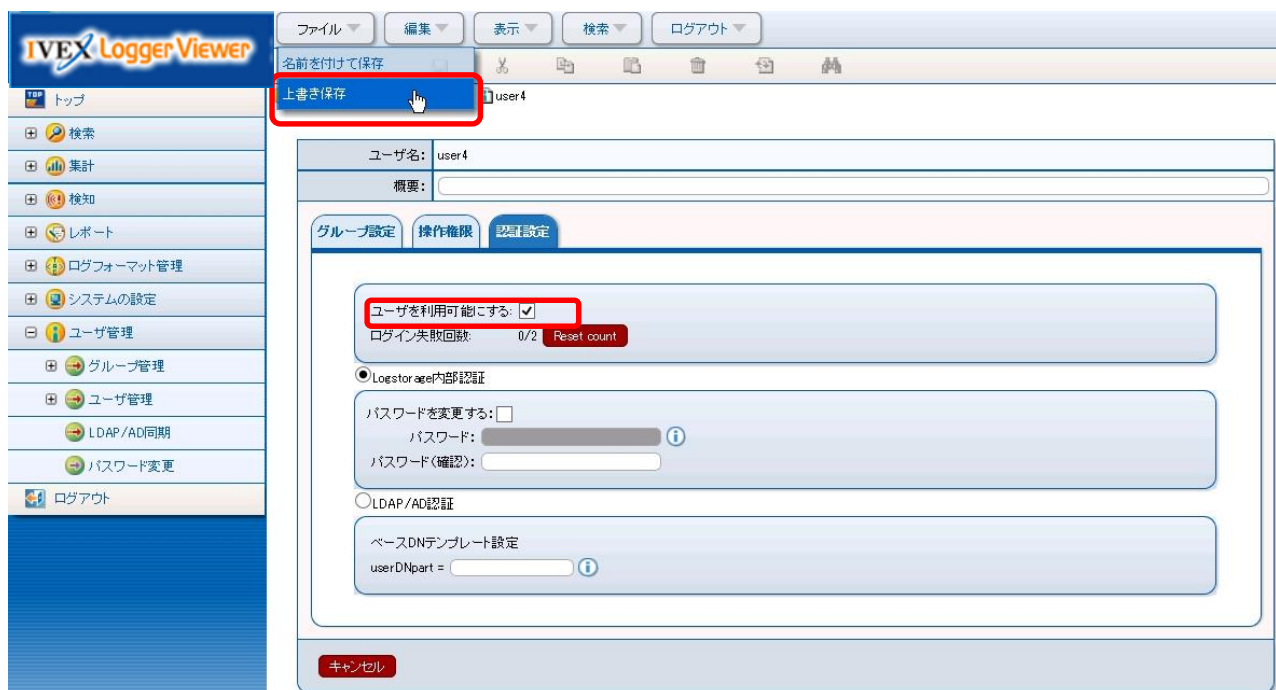 IVEX Logger Viewer
ファイル 編集 表示 検索 ログアウト
名前を付けて保存
上書き保存
user4
TOP トップ
検索
集計
検知
レポート
ログフォーマット管理
システムの設定
ユーザ管理
グループ管理
ユーザ管理
LDAP/AD同期
パスワード変更
ログアウト
ユーザ名: user4
概要:
グループ設定 操作権限 認証設定
ユーザを利用可能にする:
ログイン失敗回数: 0/2 Reset count
Logstorage内部認証
パスワードを変更する:
パスワード:
パスワード(確認):
LDAP/AD認証
ベースDNテンプレート設定
userDNpart =
キャンセル